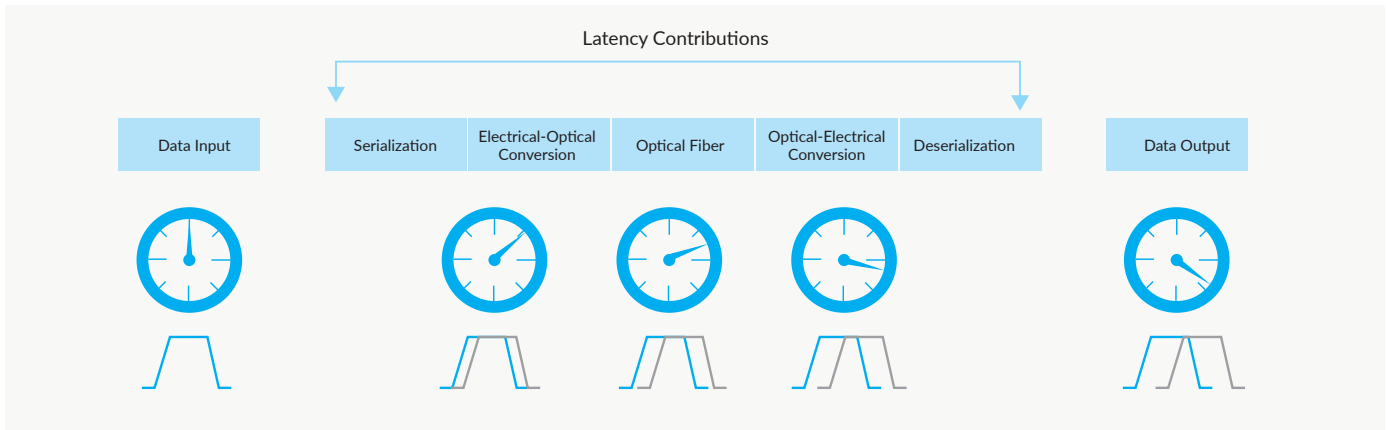 Latency Contributions
Data Input
Serialization
Electrical-Optical
Conversion
Optical Fiber
Optical-Electrical
Conversion
Deserialization
Data Output